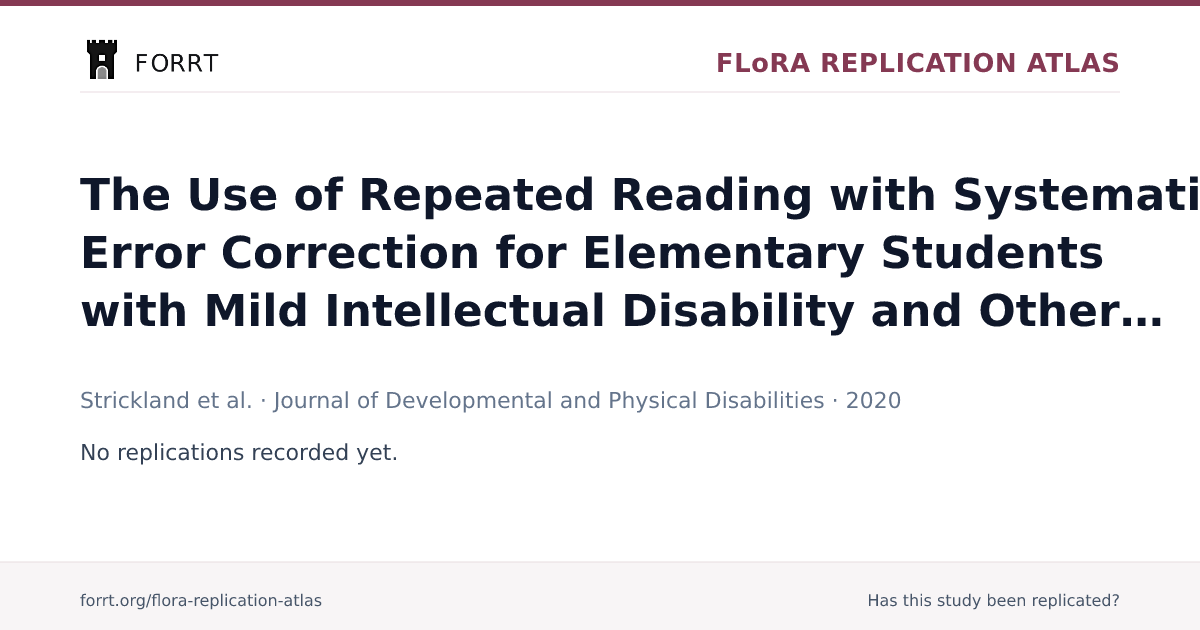 FORRT
FLoRA REPLICATION ATLAS
The Use of Repeated Reading with Systemati
Error Correction for Elementary Students
with Mild Intellectual Disability and Other…
Strickland et al. · Journal of Developmental and Physical Disabilities · 2020
No replications recorded yet.
forrt.org/flora-replication-atlas
Has this study been replicated?